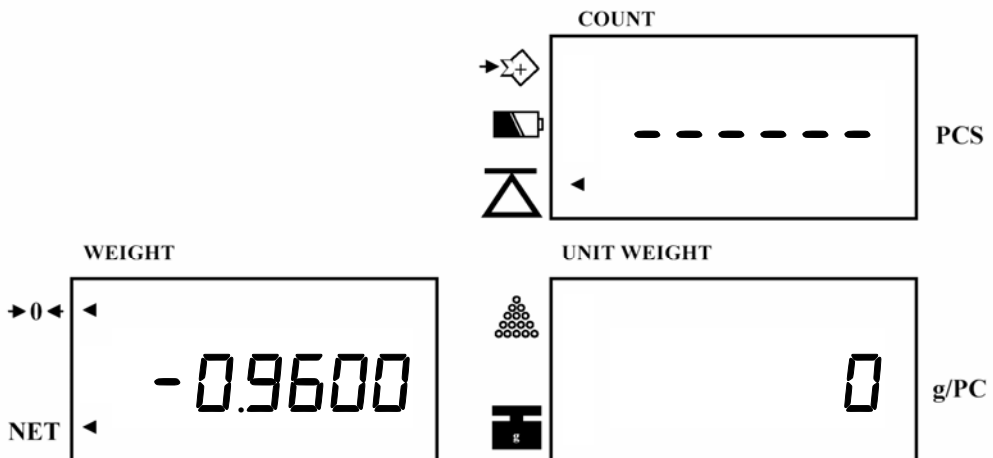 COUNT
Σ+
- - - - - - PCS
WEIGHT
UNIT WEIGHT
→0←
-0.9600
0 g/PC
NET
g